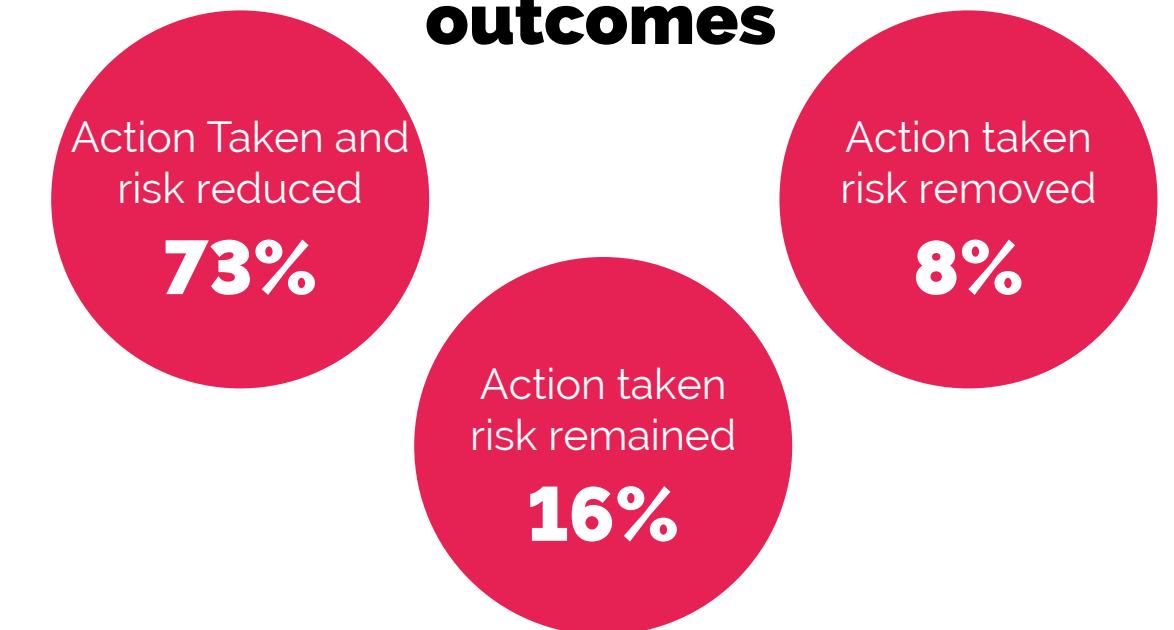 outcomes
Action Taken and
risk reduced
73%
Action taken
risk removed
8%
Action taken
risk remained
16%